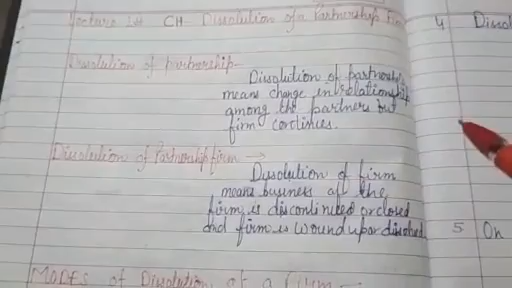 Lecture CH Dissolution of a Partnership Firm
Dissolution of partnership
Dissolution of partnership
means change in relationship
among the partners but
firm continues.
Dissolution of Partnership firm →
Dissolution of firm
means business of the
firm is discontinued or closed
and firm is wound up or dissolved
MODES of Dissolution of a firm
4 Dissol
5 On